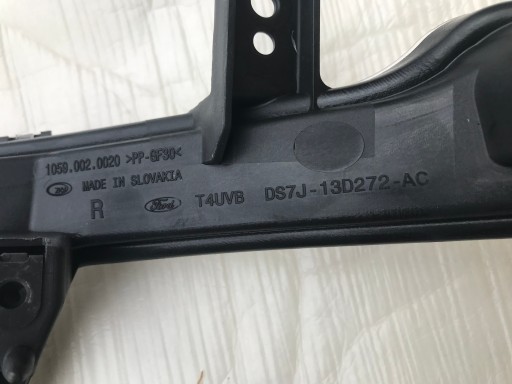 1059.002.0020 >PP-GF30<
MADE IN SLOVAKIA
R Ford T4UVB DS7J-13D272-AC